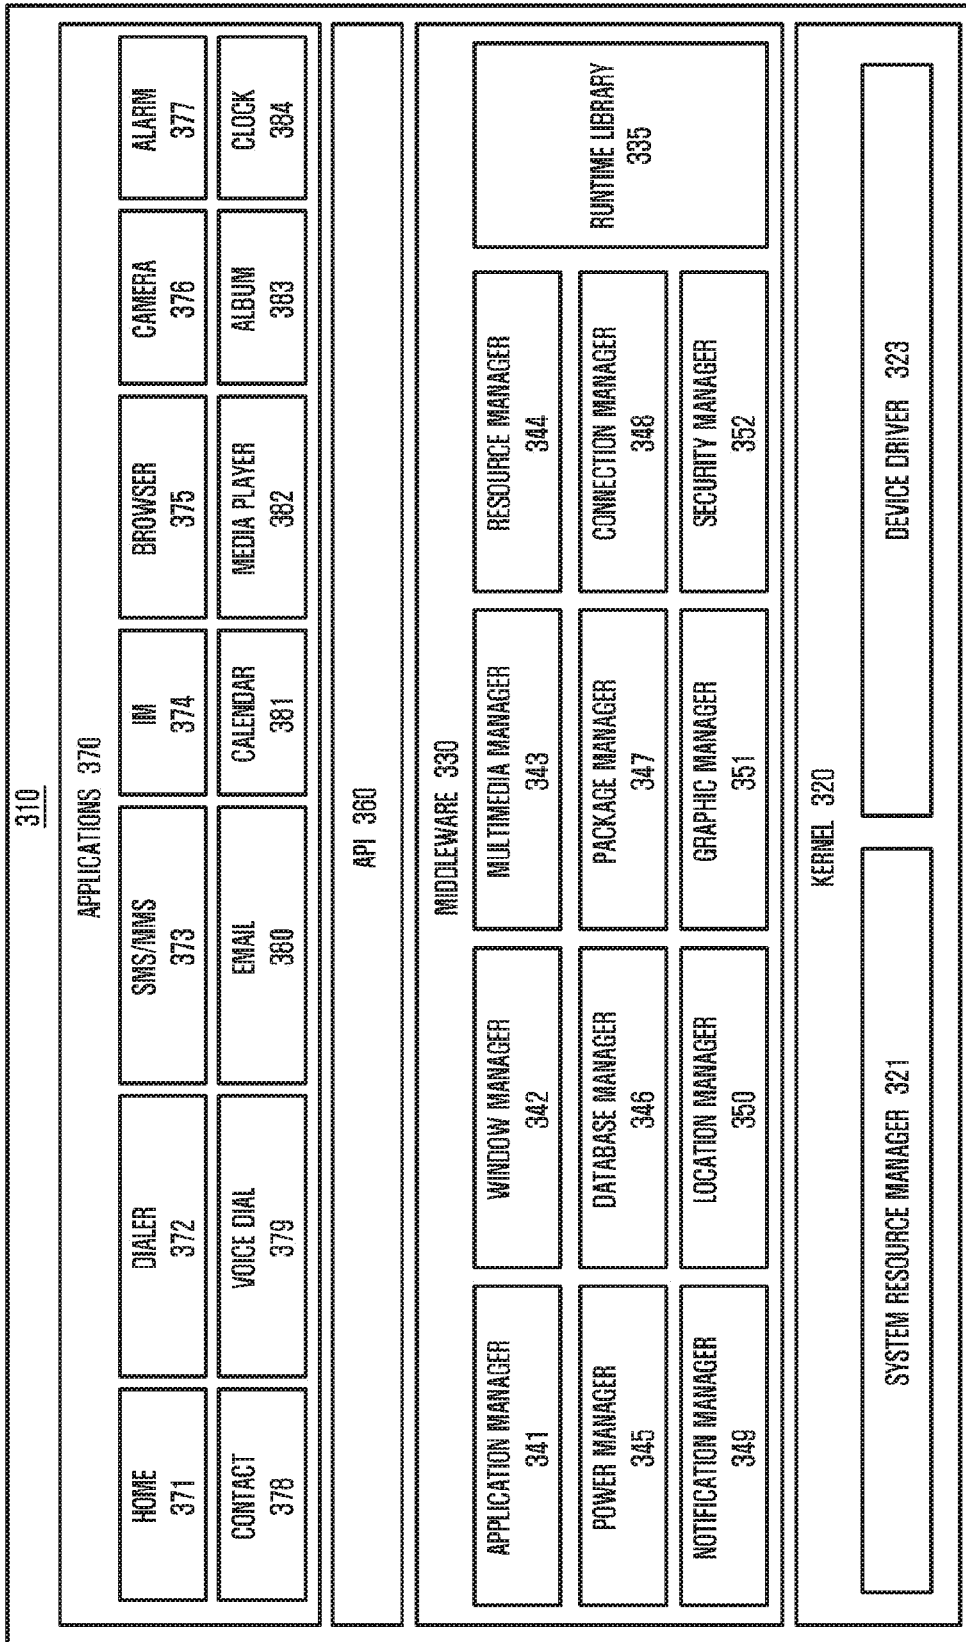 310
APPLICATIONS 370
HOME
371
DIALER
372
SMS/MMS
373
IM
374
BROWSER
375
CAMERA
376
ALARM
377
CONTACT
378
VOICE DIAL
379
EMAIL
380
CALENDAR
381
MEDIA PLAYER
382
ALBUM
383
CLOCK
384
API 360
MIDDLEWARE 330
APPLICATION MANAGER
341
WINDOW MANAGER
342
MULTIMEDIA MANAGER
343
RESOURCE MANAGER
344
POWER MANAGER
345
DATABASE MANAGER
346
PACKAGE MANAGER
347
CONNECTION MANAGER
348
NOTIFICATION MANAGER
349
LOCATION MANAGER
350
GRAPHIC MANAGER
351
SECURITY MANAGER
352
RUNTIME LIBRARY
335
KERNEL 320
SYSTEM RESOURCE MANAGER 321
DEVICE DRIVER 323